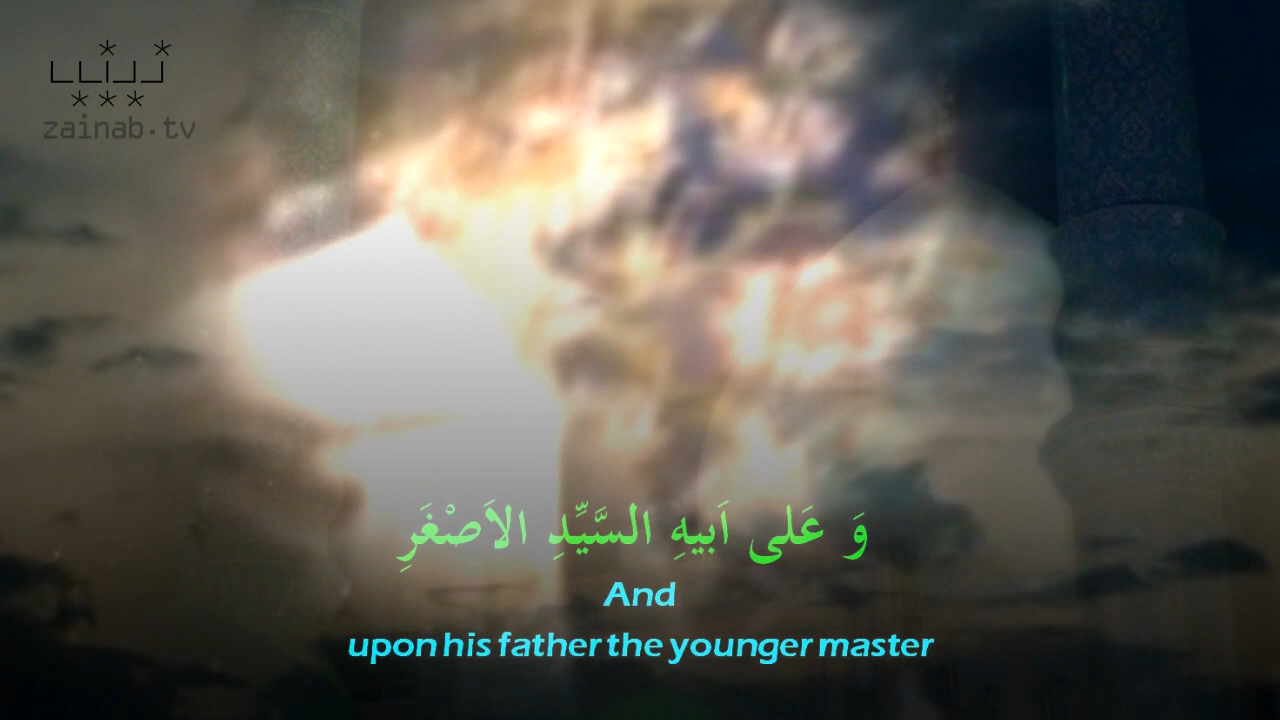 zainab.tv
وَ عَلى اَبيهِ السَّيِّدِ الاَصْغَرِ
And
upon his father the younger master